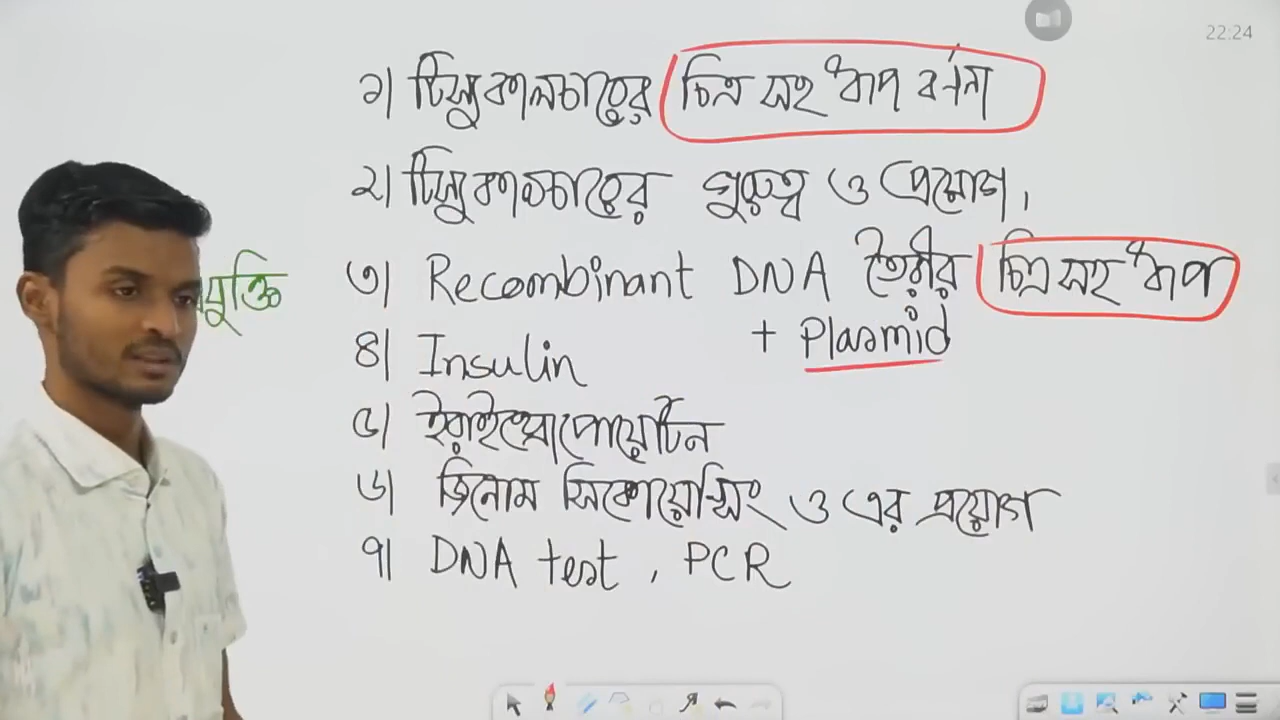 22:24
১) টিস্যুকালচারের চিত্র সহ ধাপ বর্ণনা
২) টিস্যুকালচারের গুরুত্ব ও প্রয়োগ।
৩) Recombinant DNA তৈরীর চিত্র সহ ধাপ
+ Plasmid
৪) Insulin
৫) ইরাইথ্রোপোয়েটিন
৬) জিনোম সিকোয়েন্সিং ও এর প্রয়োগ
৭) DNA test, PCR